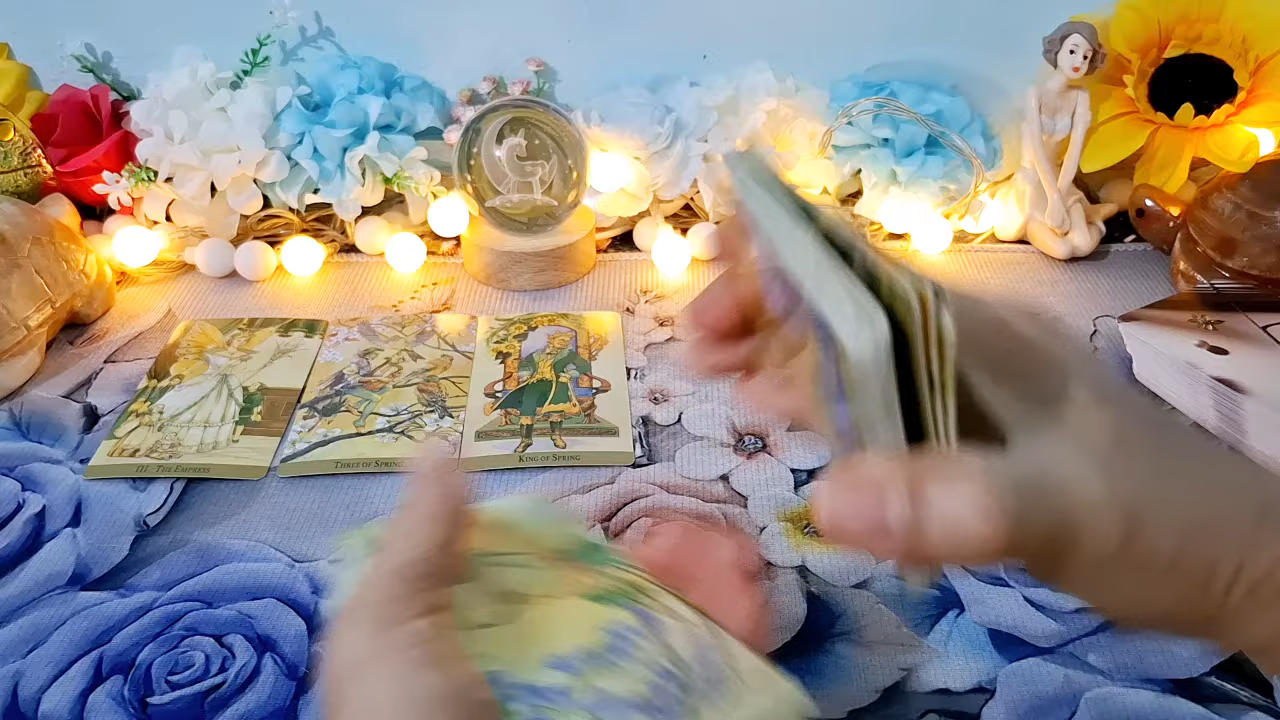 III · THE EMPRESS
THREE OF SPRING
KING OF SPRING